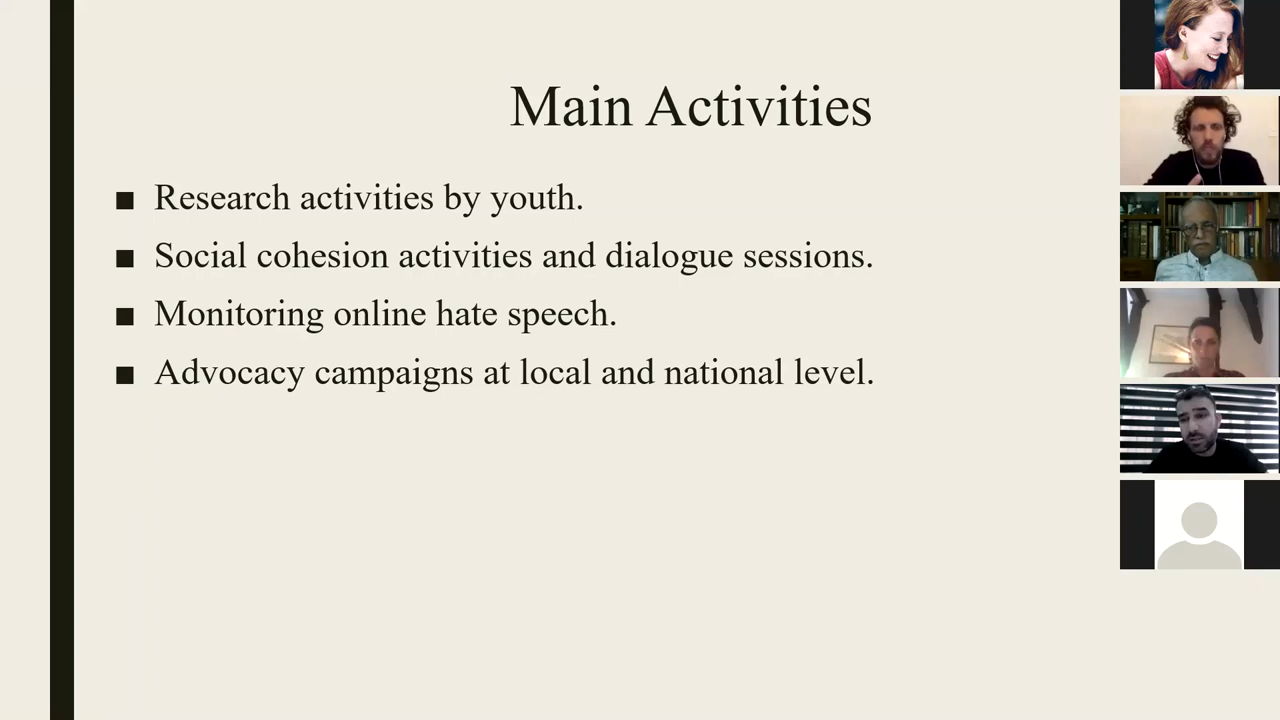 Main Activities
■ Research activities by youth.
■ Social cohesion activities and dialogue sessions.
■ Monitoring online hate speech.
■ Advocacy campaigns at local and national level.